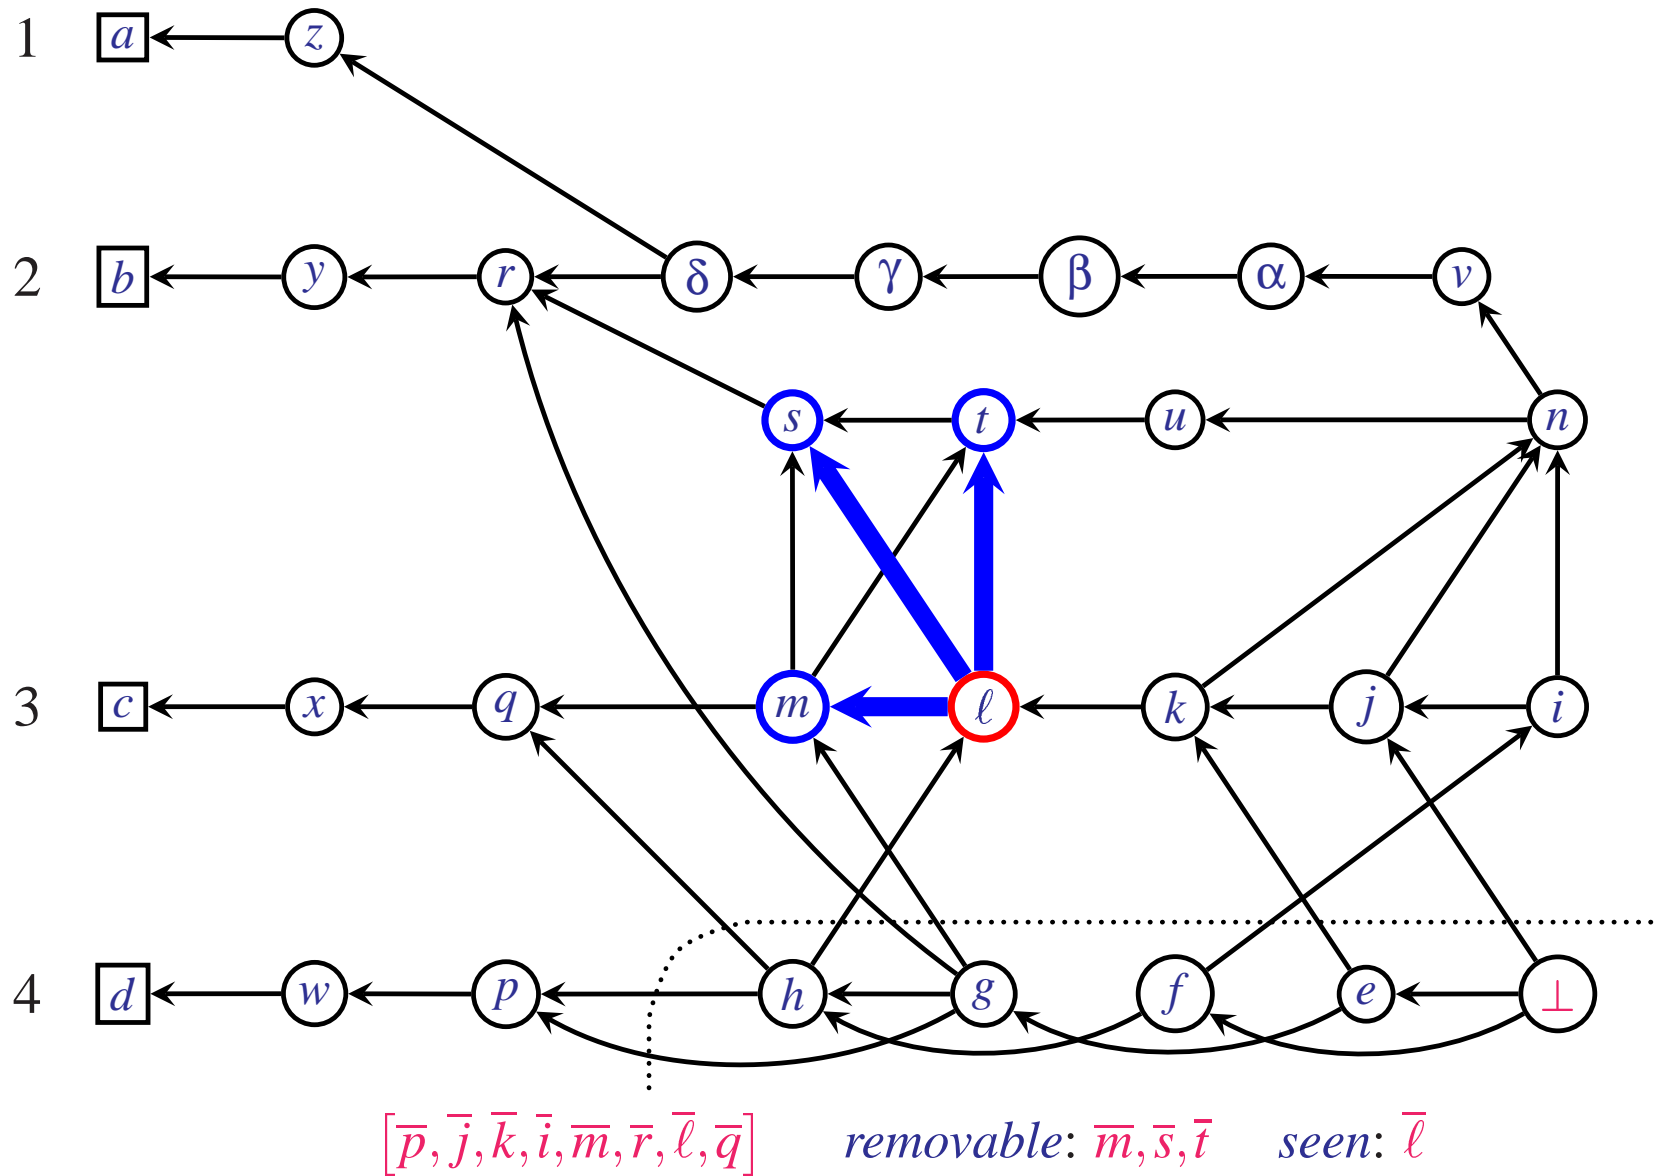 1 a z
2 b y r δ γ β α v
s t u n
3 c x q m ℓ k j i
4 d w p h g f e ⊥
[p̅, j̅, k̅, i̅, m̅, r̅, ℓ̅, q̅] removable: m̅, s̅, t̅ seen: ℓ̅